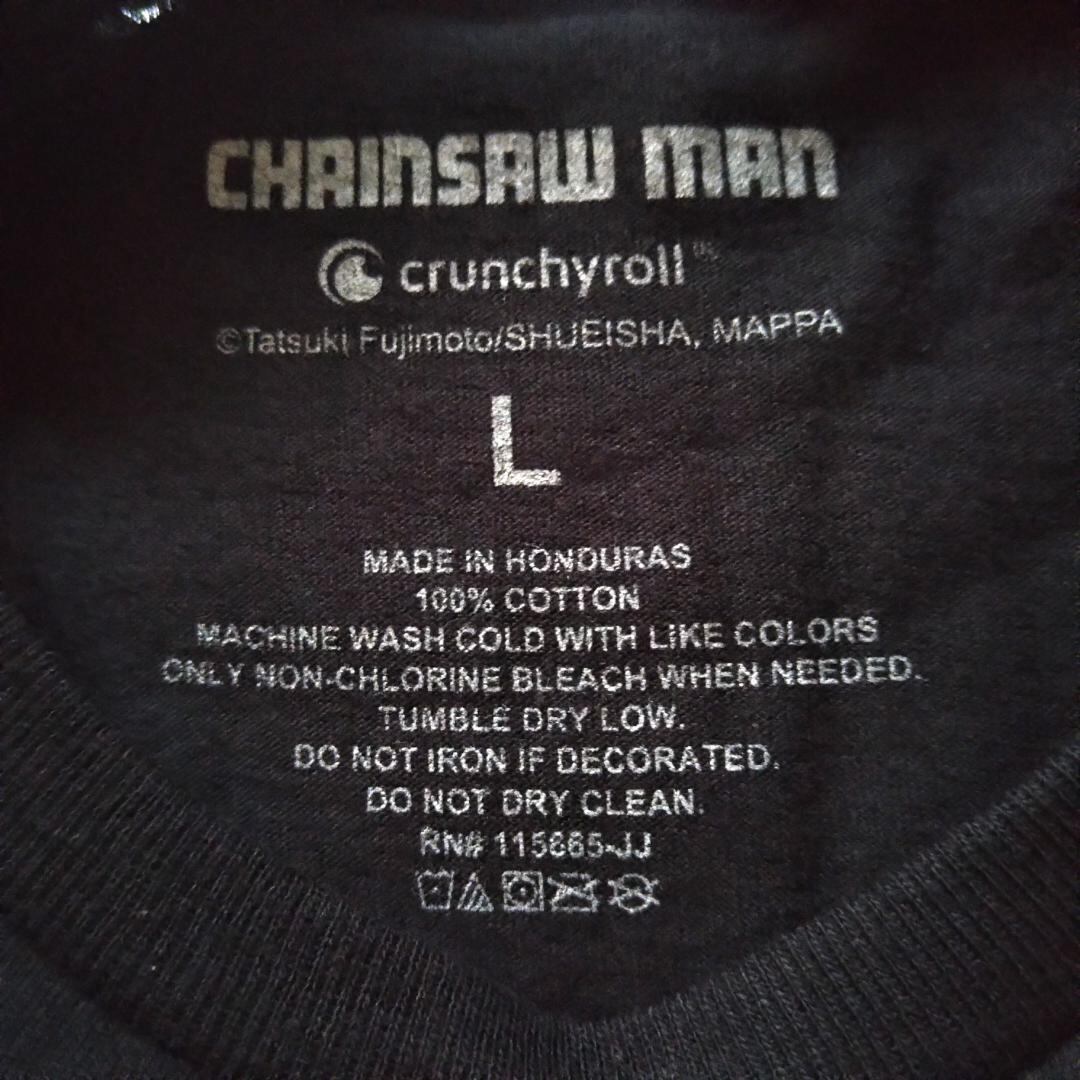 CHAINSAW MAN
crunchyroll
©Tatsuki Fujimoto/SHUEISHA, MAPPA
L
MADE IN HONDURAS
100% COTTON
MACHINE WASH COLD WITH LIKE COLORS
ONLY NON-CHLORINE BLEACH WHEN NEEDED.
TUMBLE DRY LOW.
DO NOT IRON IF DECORATED.
DO NOT DRY CLEAN.